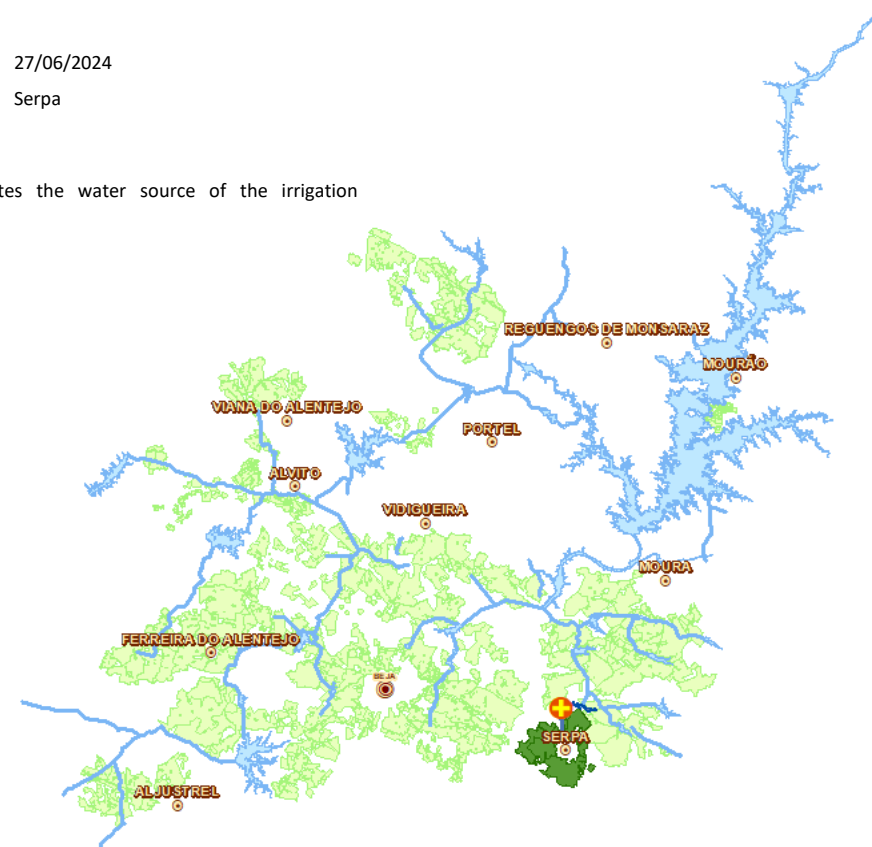 27/06/2024
Serpa
tes the water source of the irrigation
REGUENGOS DE MONSARAZ
MOURÃO
VIANA DO ALENTEJO
PORTEL
ALVITO
VIDIGUEIRA
MOURA
FERREIRA DO ALENTEJO
BEJA
SERPA
ALJUSTREL